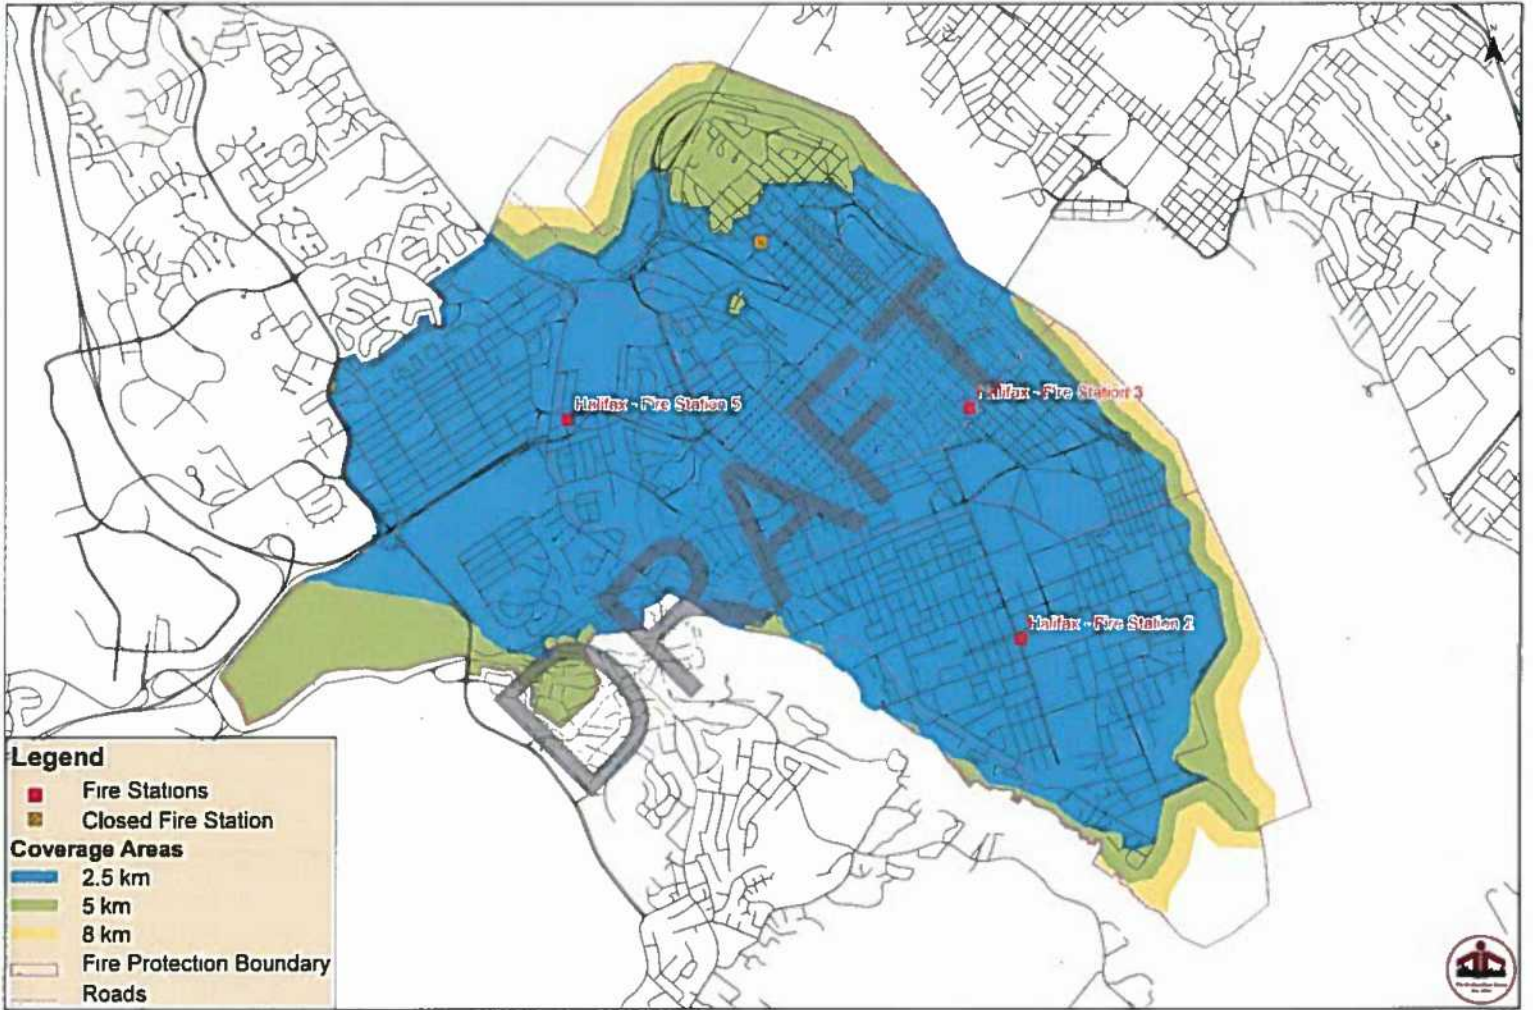 N
Halifax - Fire Station 5
Halifax - Fire Station 3
Halifax - Fire Station 2
DRAFT
Legend
Fire Stations
Closed Fire Station
Coverage Areas
2.5 km
5 km
8 km
Fire Protection Boundary
Roads